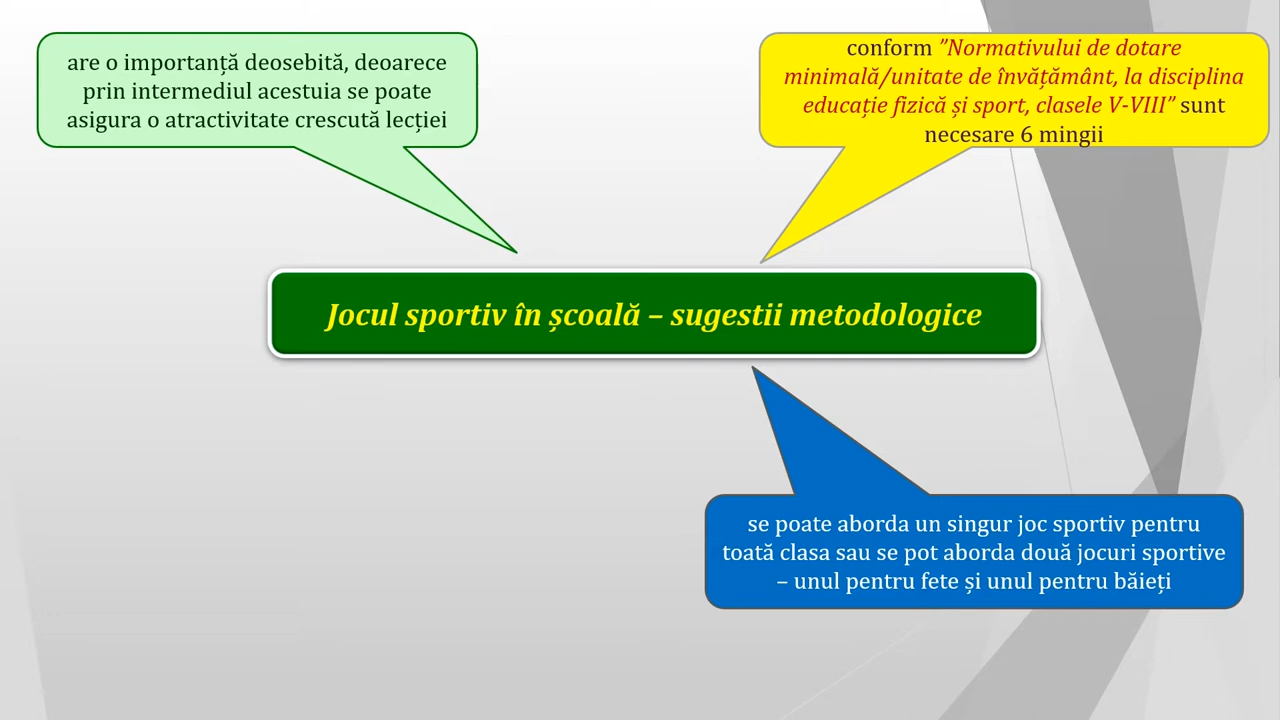 are o importanță deosebită, deoarece
prin intermediul acestuia se poate
asigura o atractivitate crescută lecției
conform ”Normativului de dotare
minimală/unitate de învățământ, la disciplina
educație fizică și sport, clasele V-VIII” sunt
necesare 6 mingii
Jocul sportiv în școală – sugestii metodologice
se poate aborda un singur joc sportiv pentru
toată clasa sau se pot aborda două jocuri sportive
– unul pentru fete și unul pentru băieți